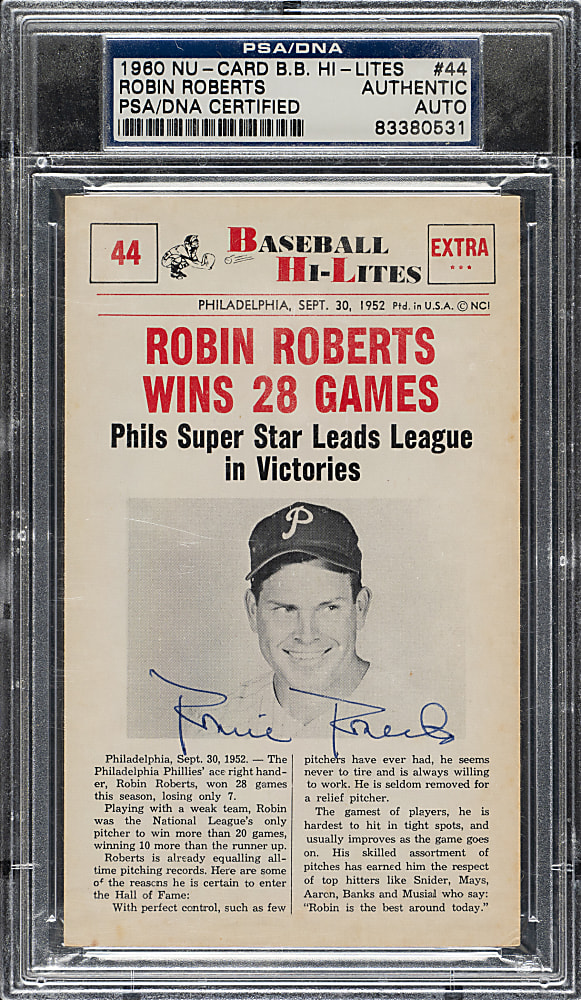 PSA/DNA
1960 NU-CARD B.B. HI-LITES #44
ROBIN ROBERTS AUTHENTIC
PSA/DNA CERTIFIED AUTO
83380531
44
BASEBALL
HI-LITES
EXTRA
PHILADELPHIA, SEPT. 30, 1952 Ptd. in U.S.A. © NCI
ROBIN ROBERTS
WINS 28 GAMES
Phils Super Star Leads League
in Victories
P
Robin Roberts
Philadelphia, Sept. 30, 1952. — The
Philadelphia Phillies' ace right hand-
er, Robin Roberts, won 28 games
this season, losing only 7.
Playing with a weak team, Robin
was the National League's only
pitcher to win more than 20 games,
winning 10 more than the runner up.
Roberts is already equalling all-
time pitching records. Here are some
of the reasons he is certain to enter
the Hall of Fame:
With perfect control, such as few
pitchers have ever had, he seems
never to tire and is always willing
to work. He is seldom removed for
a relief pitcher.
The gamest of players, he is
hardest to hit in tight spots, and
usually improves as the game goes
on. His skilled assortment of
pitches has earned him the respect
of top hitters like Snider, Mays,
Aaron, Banks and Musial who say:
"Robin is the best around today."